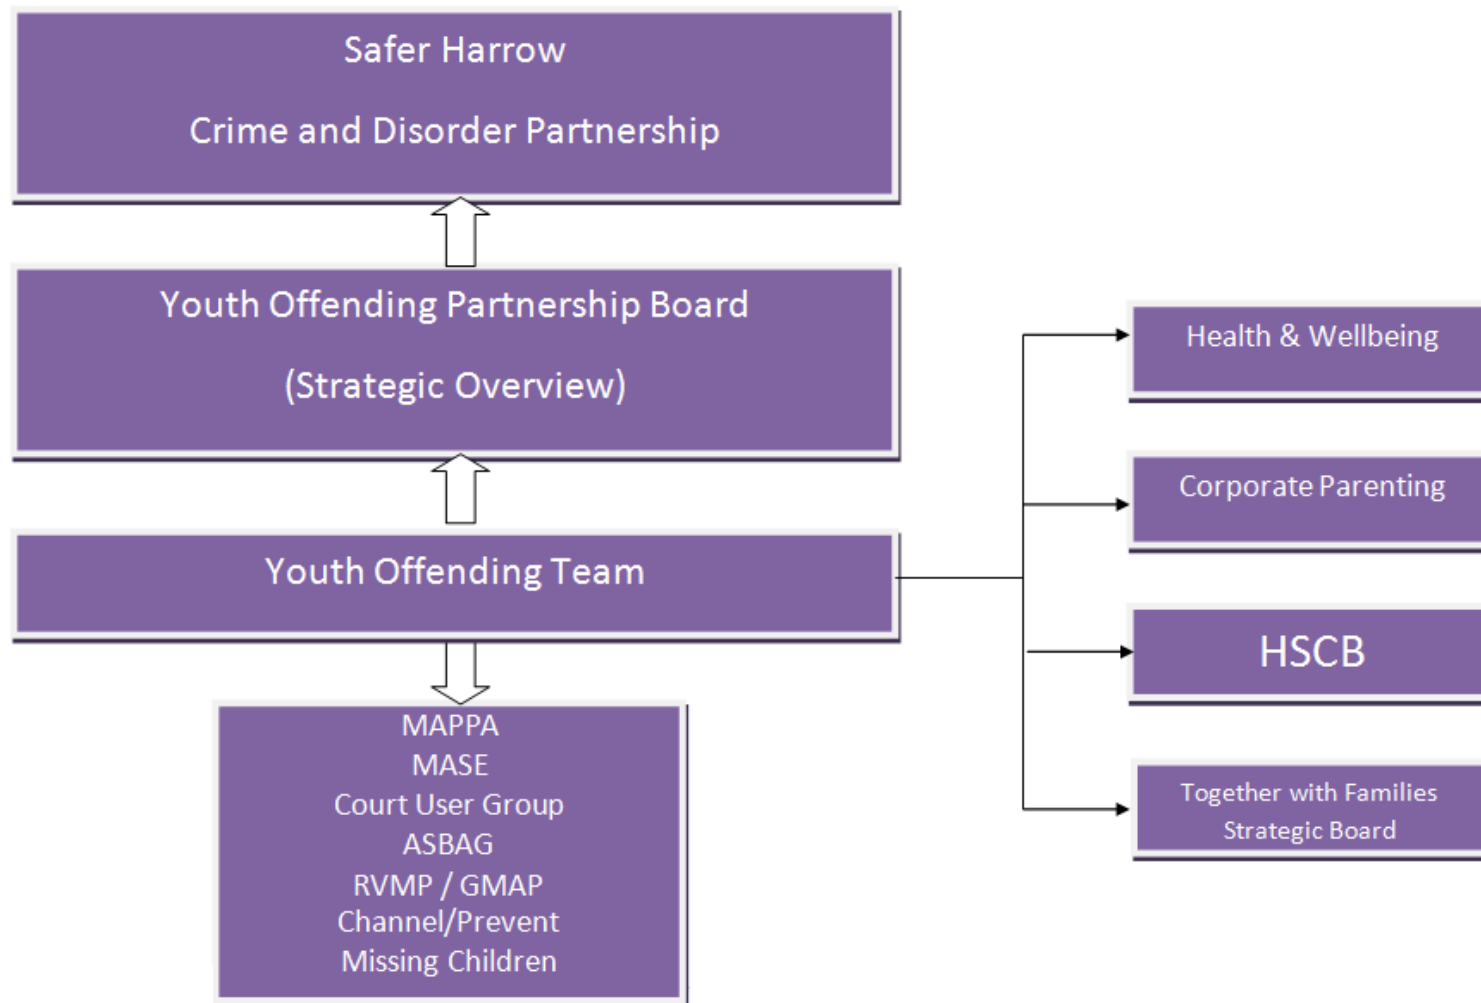 Safer Harrow
Crime and Disorder Partnership
Youth Offending Partnership Board
(Strategic Overview)
Youth Offending Team
MAPPA
MASE
Court User Group
ASBAG
RVMP / GMAP
Channel/Prevent
Missing Children
Health & Wellbeing
Corporate Parenting
HSCB
Together with Families
Strategic Board